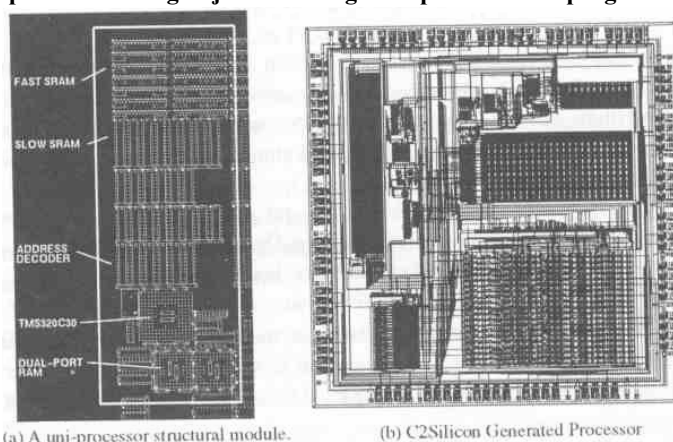 FAST SRAM
SLOW SRAM
ADDRESS
DECODER
TMS320C30
DUAL-PORT
RAM
(a) A uni-processor structural module.
(b) C2Silicon Generated Processor